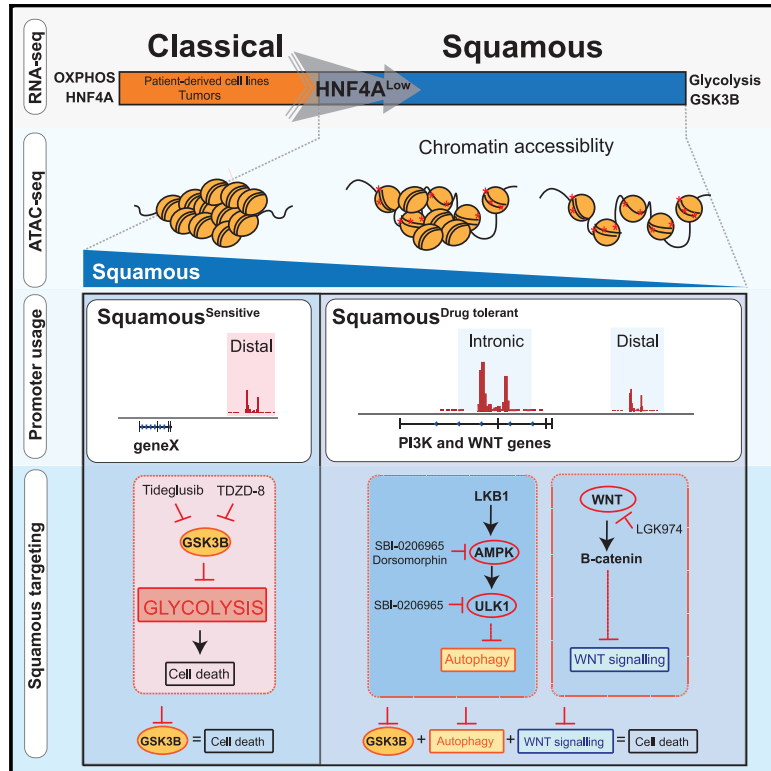 RNA-seq
Classical
Squamous
OXPHOS
HNF4A
Patient-derived cell lines
Tumors
HNF4A Low
Glycolysis
GSK3B
ATAC-seq
Chromatin accessiblity
Squamous
Promoter usage
Squamous Sensitive
Distal
geneX
Squamous Drug tolerant
Intronic
Distal
PI3K and WNT genes
Squamous targeting
Tideglusib
TDZD-8
GSK3B
GLYCOLYSIS
Cell death
GSK3B = Cell death
LKB1
SBI-0206965
Dorsomorphin
AMPK
SBI-0206965
ULK1
Autophagy
WNT
LGK974
B-catenin
WNT signalling
GSK3B + Autophagy + WNT signalling = Cell death